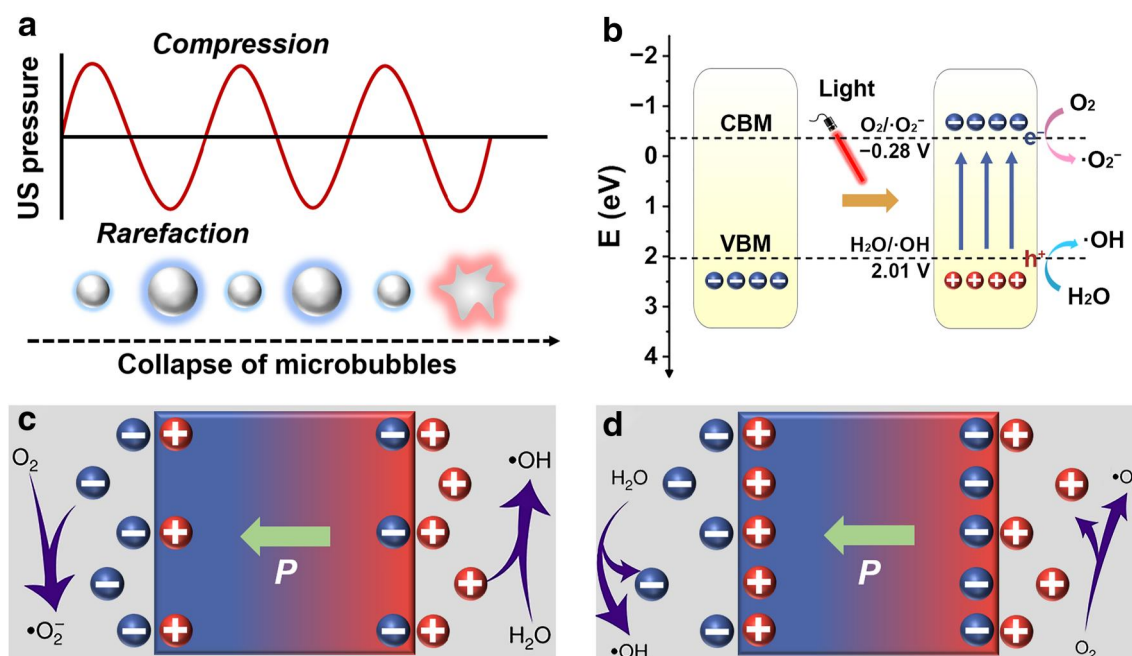 a
Compression
US pressure
Rarefaction
Collapse of microbubbles
b
E (eV)
−2
−1
0
1
2
3
4
CBM
VBM
Light
O₂/·O₂⁻
−0.28 V
H₂O/·OH
2.01 V
e⁻
h⁺
O₂
·O₂⁻
·OH
H₂O
c
O₂
•O₂⁻
P
•OH
H₂O
d
H₂O
•OH
P
•O
O₂